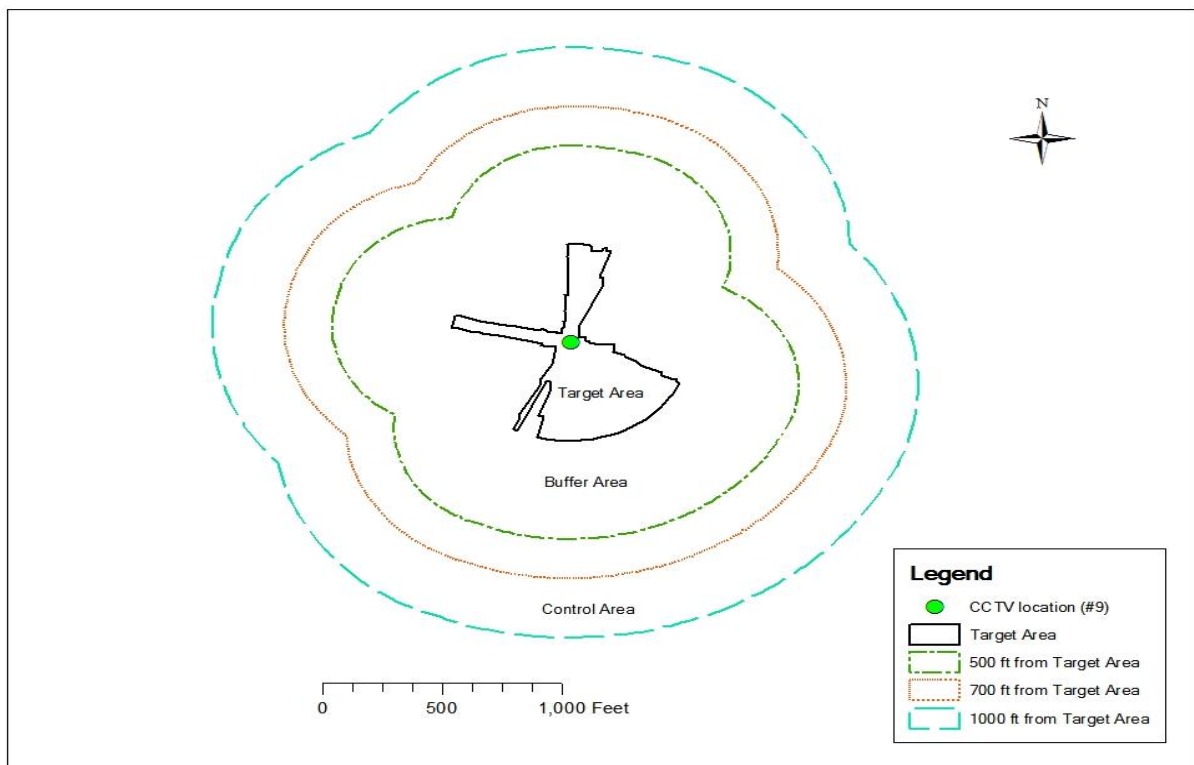 N
Target Area
Buffer Area
Control Area
0 500 1,000 Feet
Legend
CCTV location (#9)
Target Area
500 ft from Target Area
700 ft from Target Area
1000 ft from Target Area